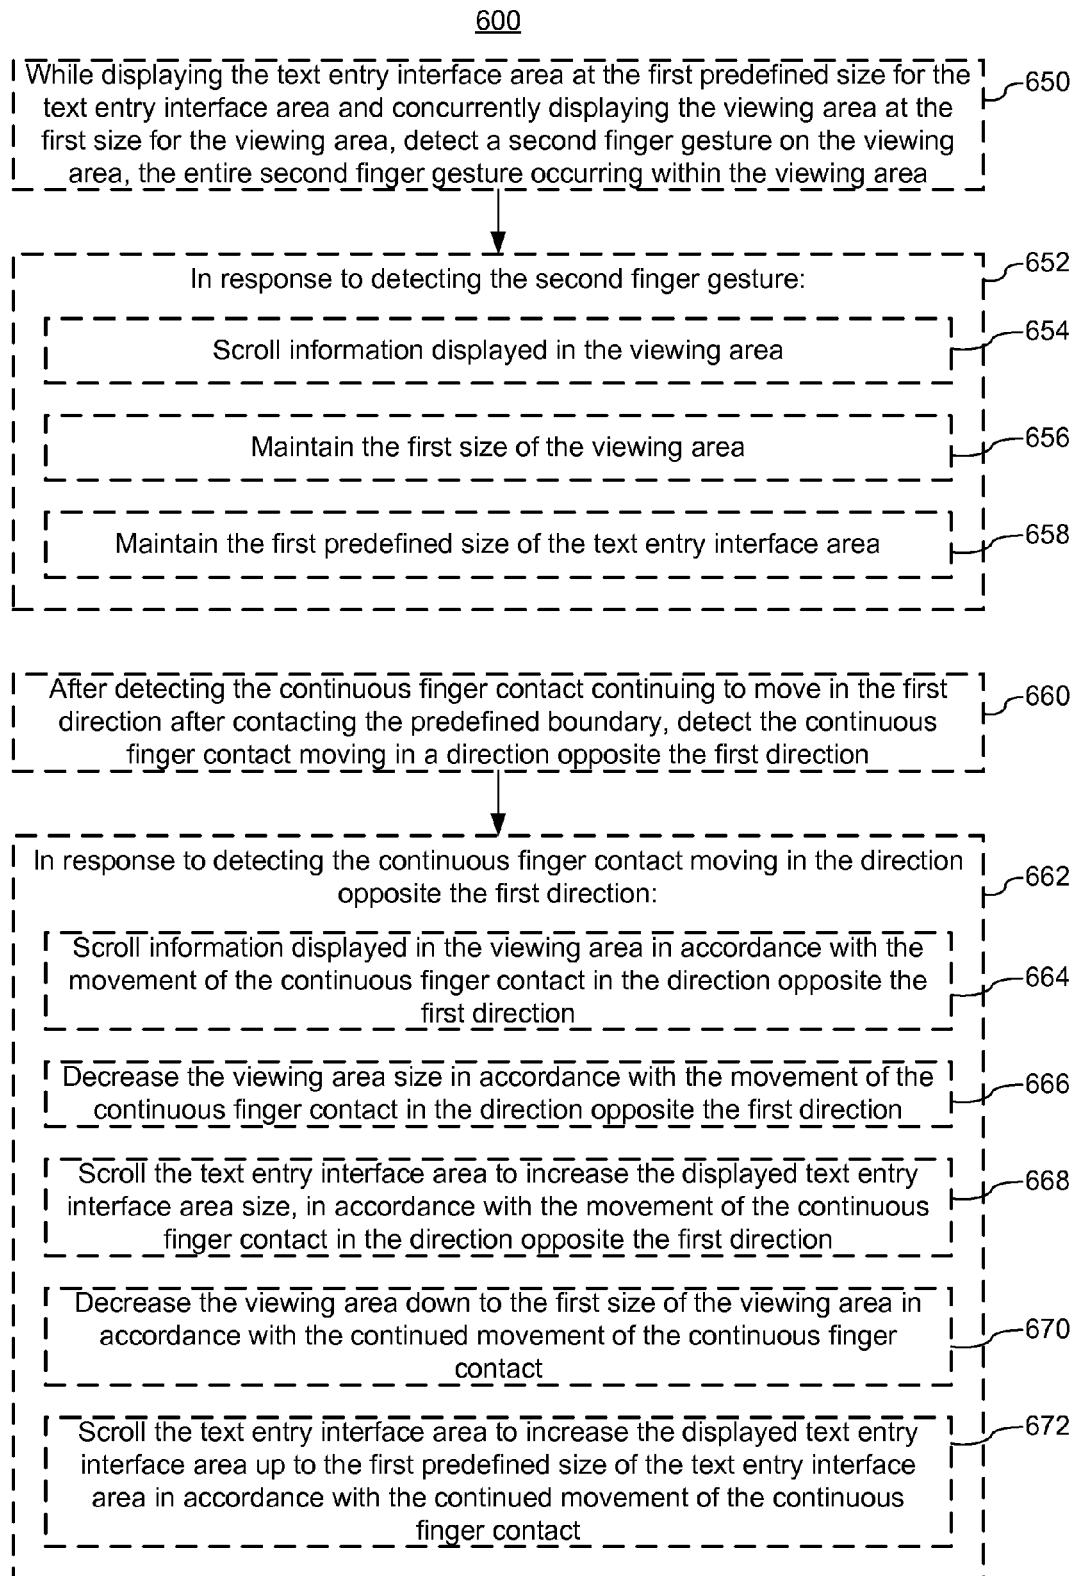 600
While displaying the text entry interface area at the first predefined size for the
text entry interface area and concurrently displaying the viewing area at the
first size for the viewing area, detect a second finger gesture on the viewing
area, the entire second finger gesture occurring within the viewing area
650
In response to detecting the second finger gesture:
652
Scroll information displayed in the viewing area
654
Maintain the first size of the viewing area
656
Maintain the first predefined size of the text entry interface area
658
After detecting the continuous finger contact continuing to move in the first
direction after contacting the predefined boundary, detect the continuous
finger contact moving in a direction opposite the first direction
660
In response to detecting the continuous finger contact moving in the direction
opposite the first direction:
662
Scroll information displayed in the viewing area in accordance with the
movement of the continuous finger contact in the direction opposite the
first direction
664
Decrease the viewing area size in accordance with the movement of the
continuous finger contact in the direction opposite the first direction
666
Scroll the text entry interface area to increase the displayed text entry
interface area size, in accordance with the movement of the continuous
finger contact in the direction opposite the first direction
668
Decrease the viewing area down to the first size of the viewing area in
accordance with the continued movement of the continuous finger
contact
670
Scroll the text entry interface area to increase the displayed text entry
interface area up to the first predefined size of the text entry interface
area in accordance with the continued movement of the continuous
finger contact
672